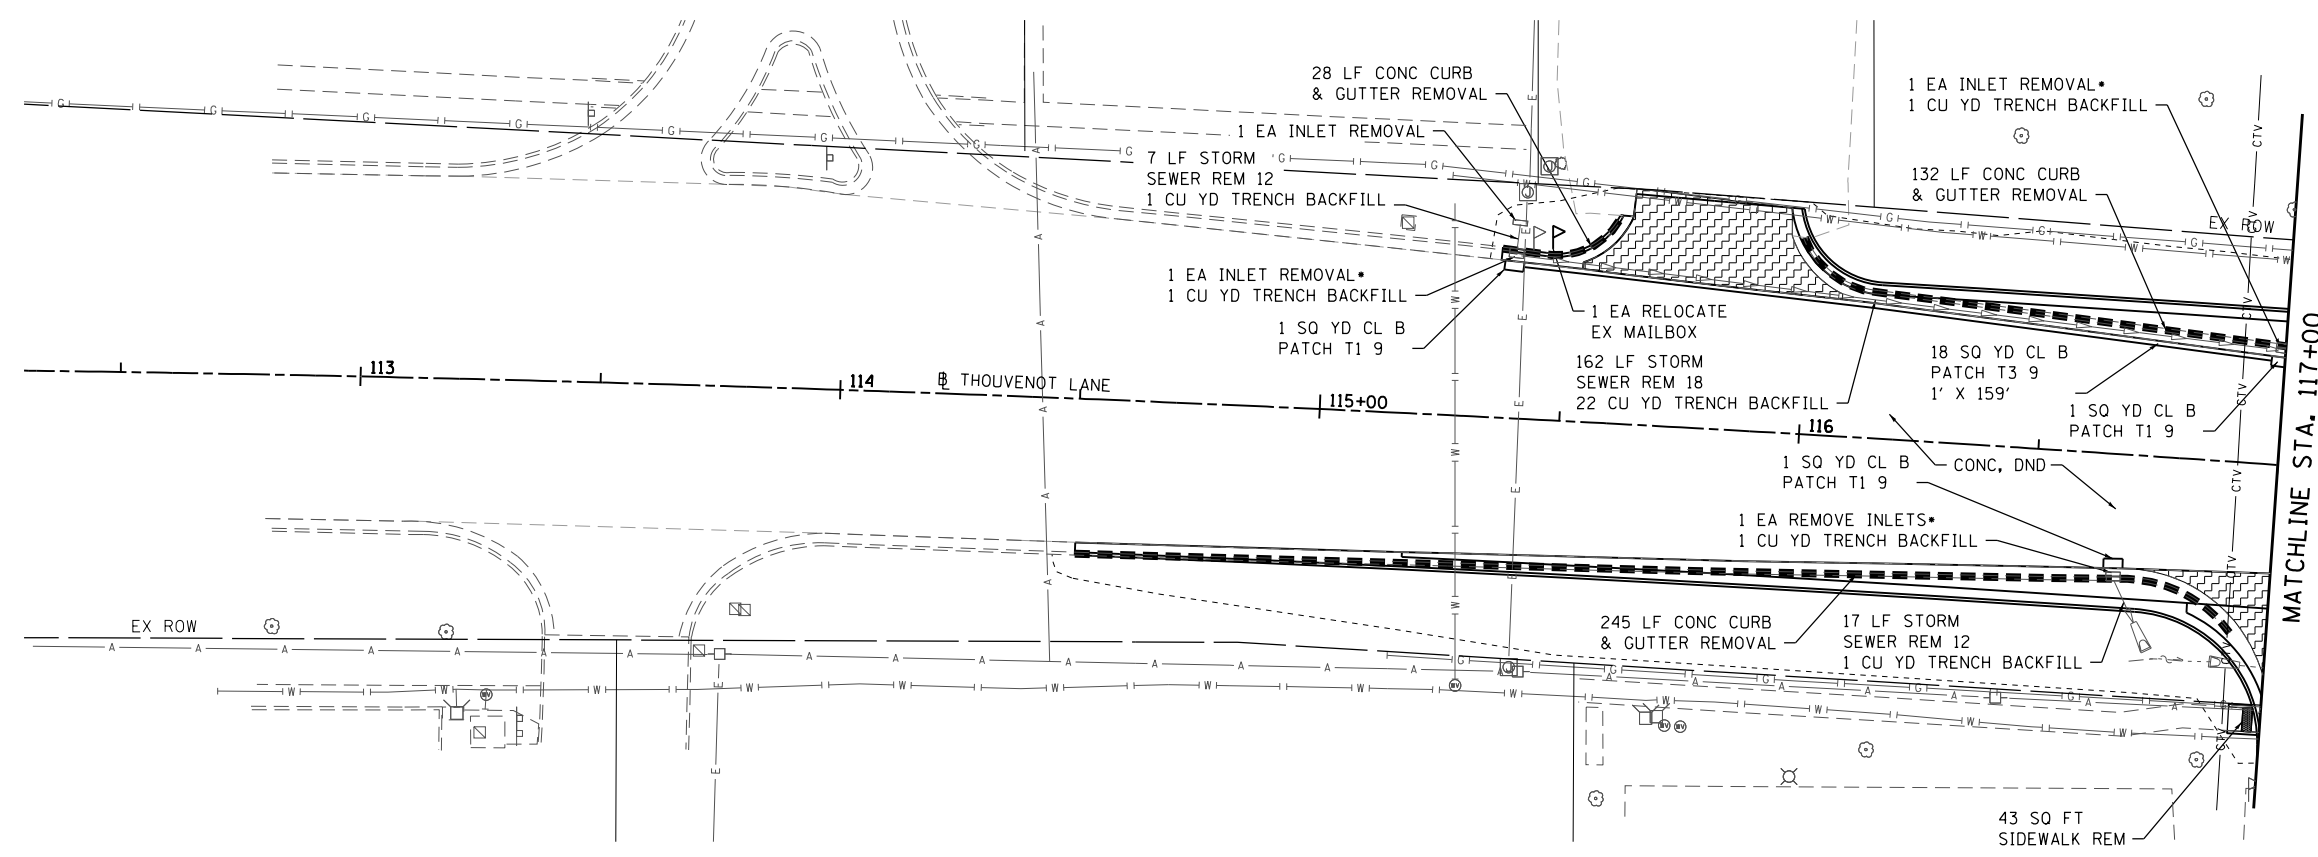 28 LF CONC CURB
& GUTTER REMOVAL
1 EA INLET REMOVAL*
1 CU YD TRENCH BACKFILL
1 EA INLET REMOVAL
7 LF STORM
SEWER REM 12
1 CU YD TRENCH BACKFILL
132 LF CONC CURB
& GUTTER REMOVAL
EX ROW
1 EA INLET REMOVAL*
1 CU YD TRENCH BACKFILL
1 SQ YD CL B
PATCH T1 9
1 EA RELOCATE
EX MAILBOX
162 LF STORM
SEWER REM 18
22 CU YD TRENCH BACKFILL
18 SQ YD CL B
PATCH T3 9
1' X 159'
1 SQ YD CL B
PATCH T1 9
MATCHLINE STA. 117+00
113
114
BL THOUVENOT LANE
115+00
116
1 SQ YD CL B
PATCH T1 9
CONC, DND
1 EA REMOVE INLETS*
1 CU YD TRENCH BACKFILL
245 LF CONC CURB
& GUTTER REMOVAL
17 LF STORM
SEWER REM 12
1 CU YD TRENCH BACKFILL
EX ROW
43 SQ FT
SIDEWALK REM
G
A
W
E
CTV
WV